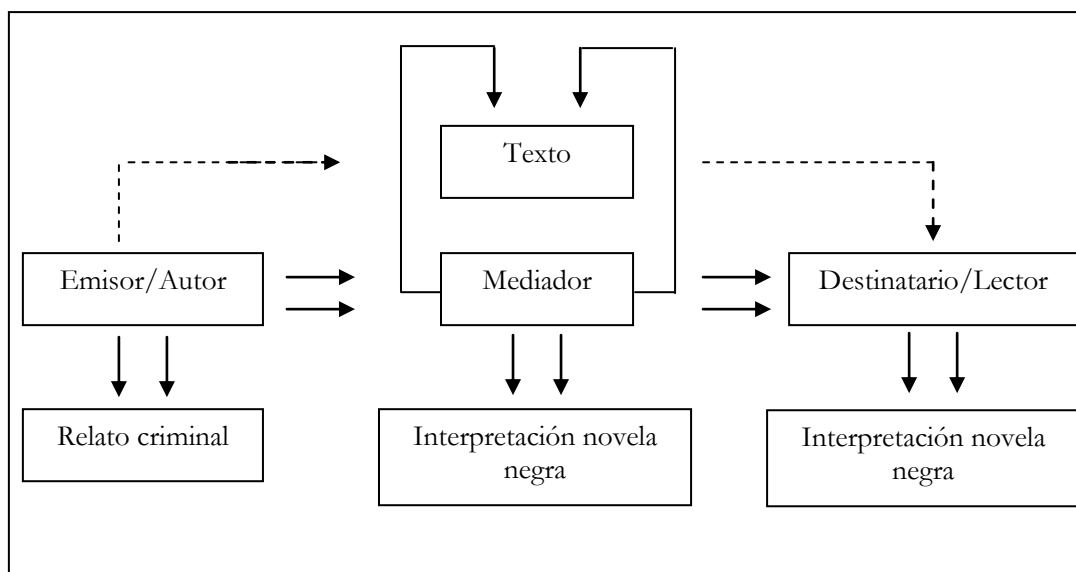 Texto
Emisor/Autor
Mediador
Destinatario/Lector
Relato criminal
Interpretación novela
negra
Interpretación novela
negra